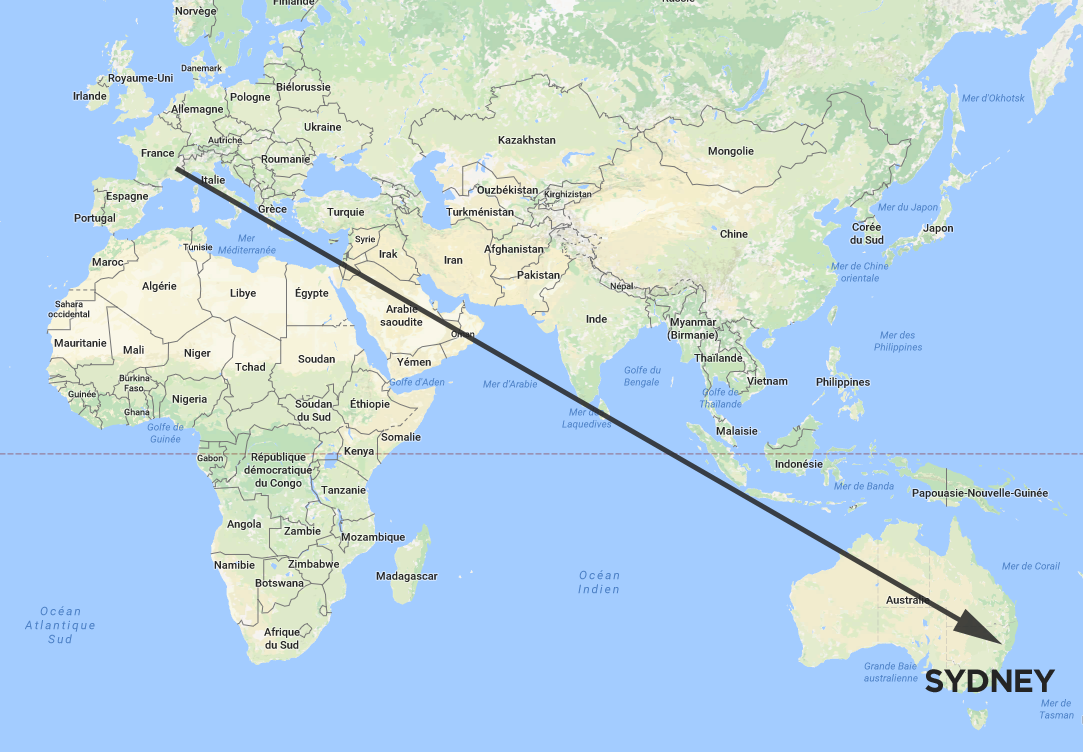 Norvège
Finlande
Danemark
Royaume-Uni
Irlande
Biélorussie
Pologne
Allemagne
Ukraine
Autriche
France
Roumanie
Italie
Espagne
Portugal
Grèce
Turquie
Kazakhstan
Mongolie
Mer d'Okhotsk
Ouzbékistan
Kirghizistan
Turkménistan
Mer du Japon
Corée
du Sud
Japon
Chine
Tunisie
Mer
Méditerranée
Syrie
Irak
Iran
Afghanistan
Pakistan
Maroc
Mer de Chine
orientale
Algérie
Libye
Égypte
Népal
Sahara
occidental
Arabie
saoudite
Inde
Myanmar
(Birmanie)
Oman
Mauritanie
Mali
Niger
Tchad
Soudan
Yémen
Mer des
Philippines
Thaïlande
Golfe d'Aden
Mer d'Arabie
Golfe du
Bengale
Vietnam
Philippines
Burkina
Faso
Guinée
Nigeria
Ghana
Soudan
du Sud
Éthiopie
Golfe de
Thaïlande
Mer des
Laquedives
Golfe de
Guinée
Somalie
Malaisie
Gabon
République
démocratique
du Congo
Kenya
Indonésie
Tanzanie
Mer de Banda
Papouasie-Nouvelle-Guinée
Angola
Zambie
Mozambique
Namibie
Zimbabwe
Botswana
Madagascar
Océan
Indien
Mer de Corail
Australie
Océan
Atlantique
Sud
Afrique
du Sud
Grande Baie
australienne
SYDNEY
Mer de
Tasman